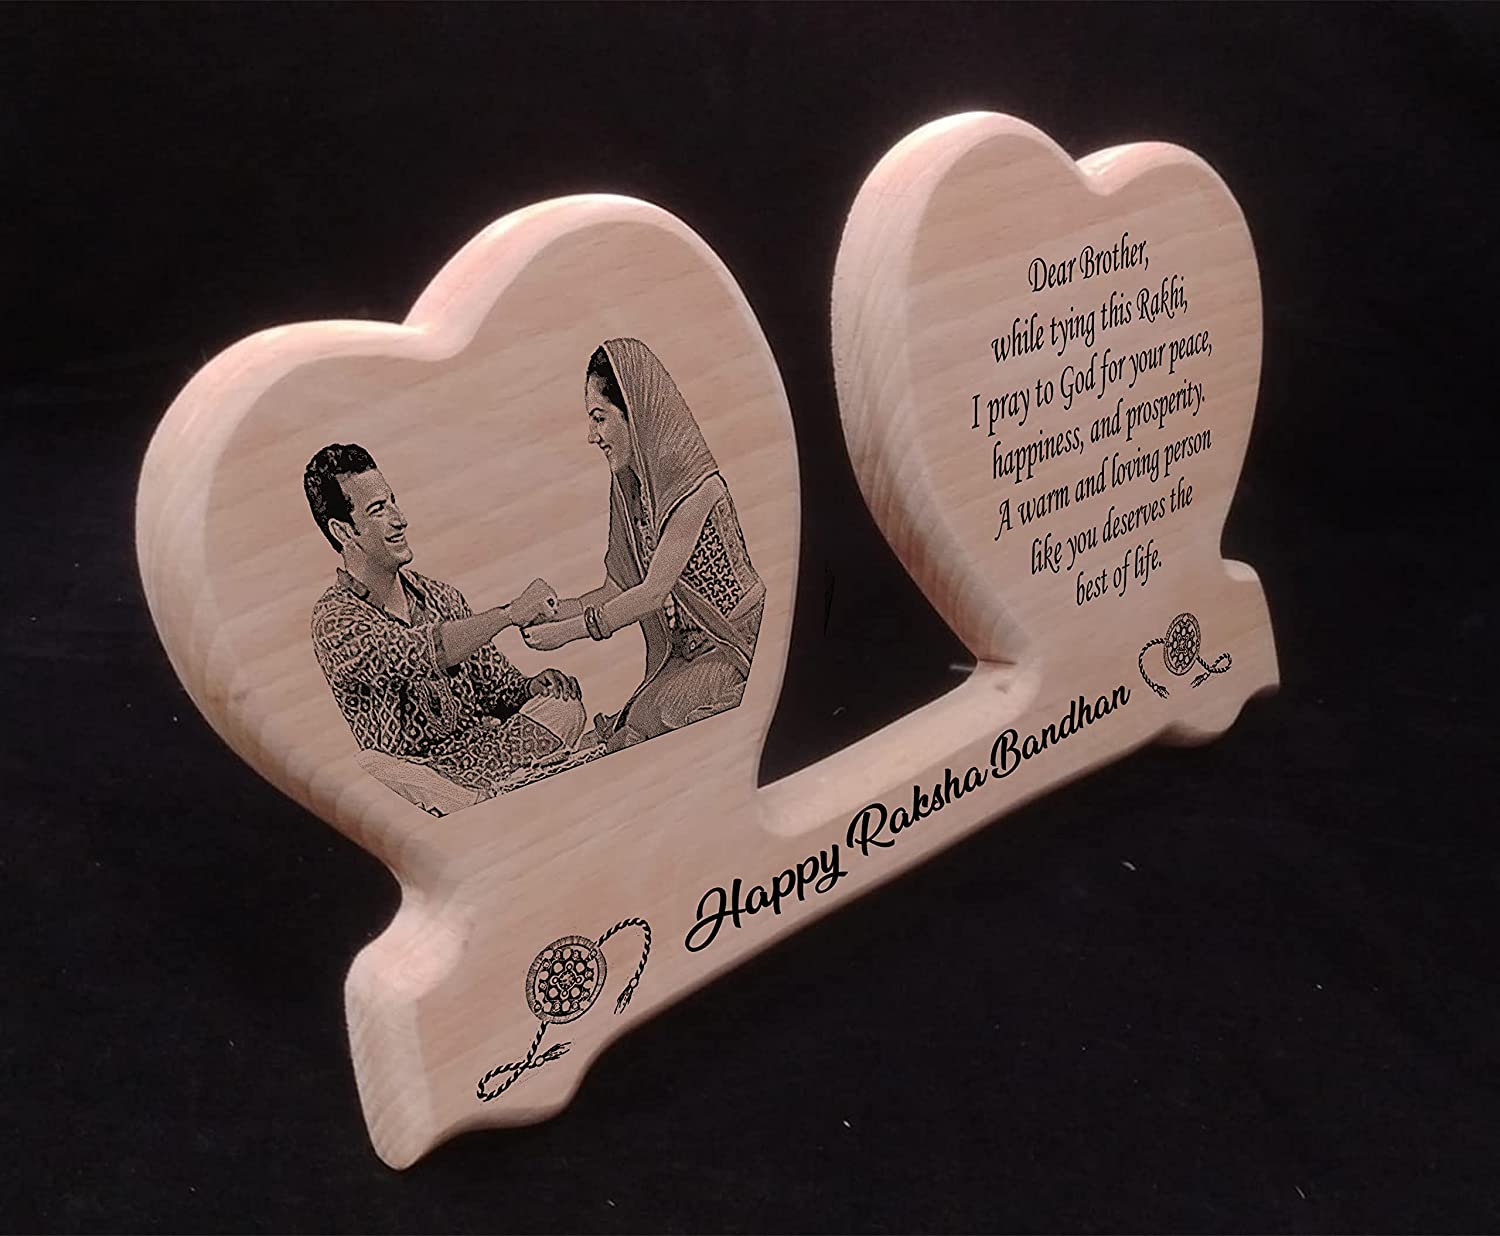 Dear Brother,
while tying this Rakhi,
I pray to God for your peace,
happiness, and prosperity.
A warm and loving person
like you deserves the
best of life.
Happy Raksha Bandhan